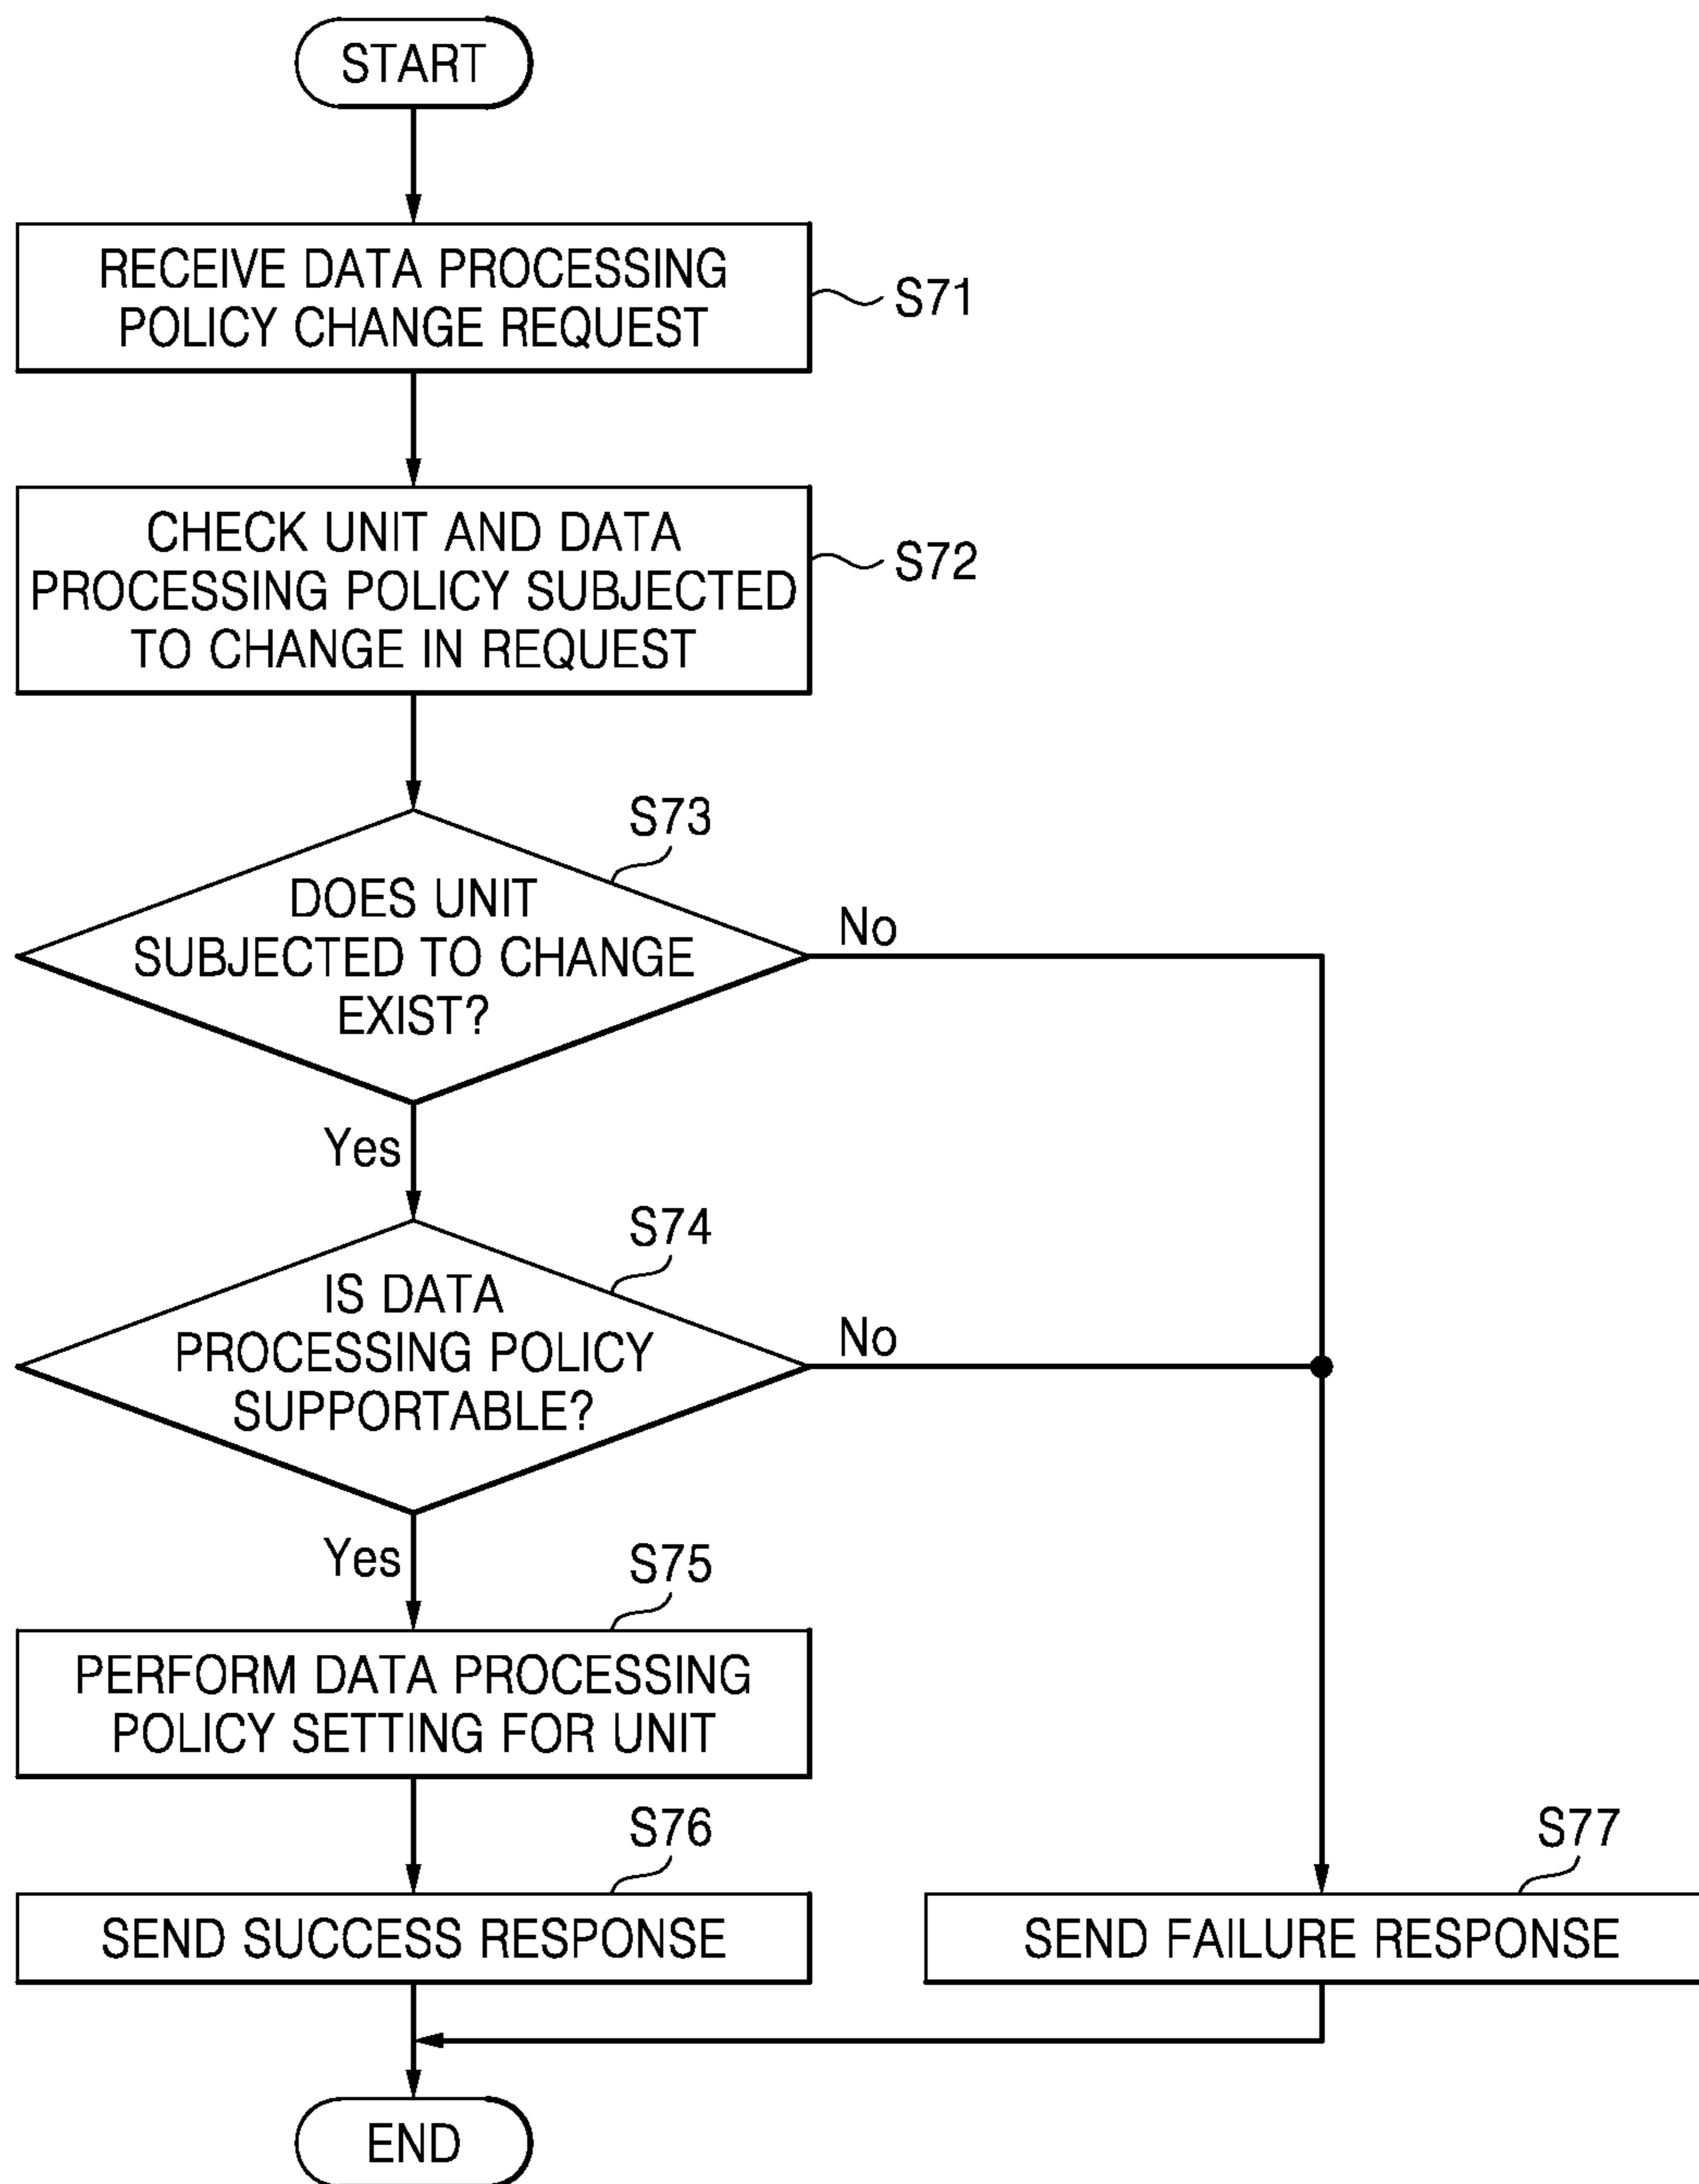 START
RECEIVE DATA PROCESSING
POLICY CHANGE REQUEST
S71
CHECK UNIT AND DATA
PROCESSING POLICY SUBJECTED
TO CHANGE IN REQUEST
S72
S73
DOES UNIT
SUBJECTED TO CHANGE
EXIST?
No
Yes
S74
IS DATA
PROCESSING POLICY
SUPPORTABLE?
No
Yes
S75
PERFORM DATA PROCESSING
POLICY SETTING FOR UNIT
S76
SEND SUCCESS RESPONSE
S77
SEND FAILURE RESPONSE
END